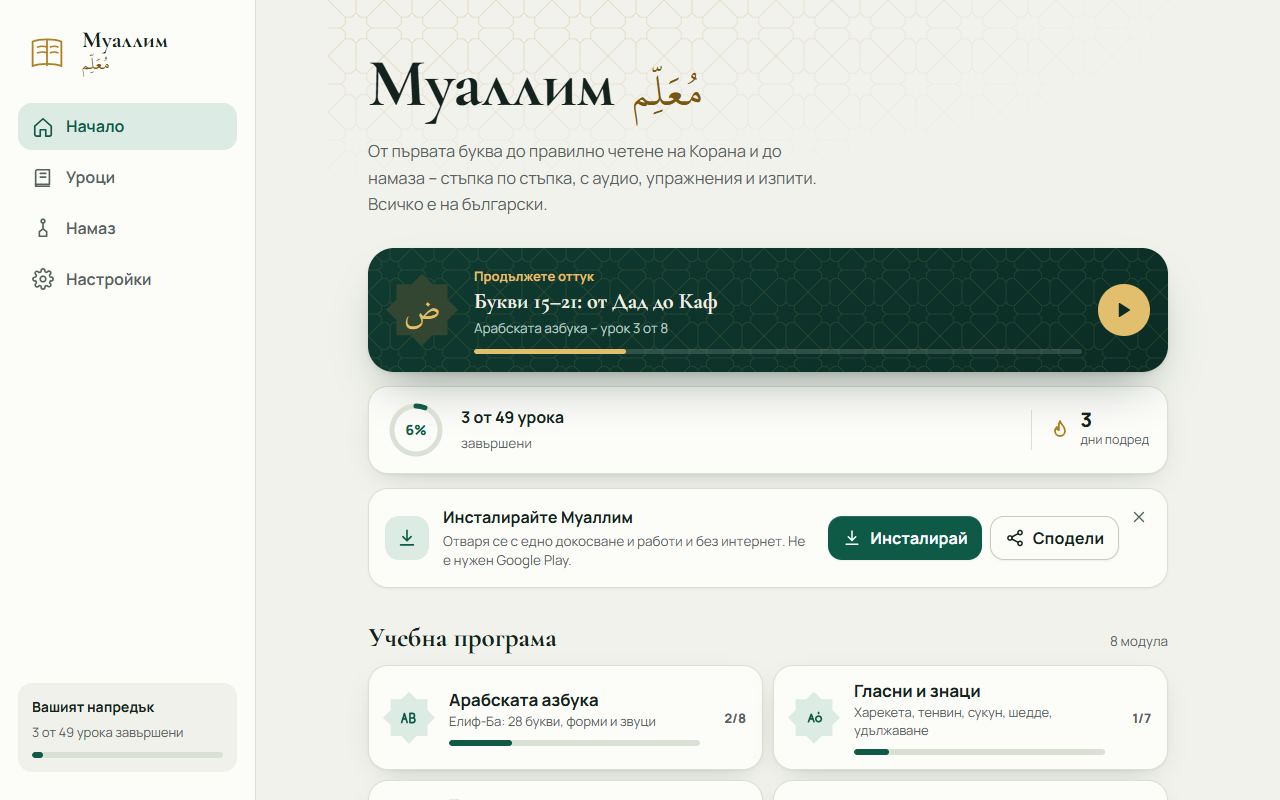 Муаллим
مُعَلِّم
Начало
Уроци
Намаз
Настройки
Вашият напредък
3 от 49 урока завършени
Муаллим مُعَلِّم
От първата буква до правилно четене на Корана и до
намаза – стъпка по стъпка, с аудио, упражнения и изпити.
Всичко е на български.
ض
Продължете оттук
Букви 15–21: от Дад до Каф
Арабската азбука – урок 3 от 8
6%
3 от 49 урока
завършени
3
дни подред
Инсталирайте Муаллим
Отваря се с едно докосване и работи и без интернет. Не
е нужен Google Play.
Инсталирай
Сподели
Учебна програма
8 модула
АВ
Арабската азбука
Елиф-Ба: 28 букви, форми и звуци
2/8
Гласни и знаци
Харекета, тенвин, сукун, шедде,
удължаване
1/7